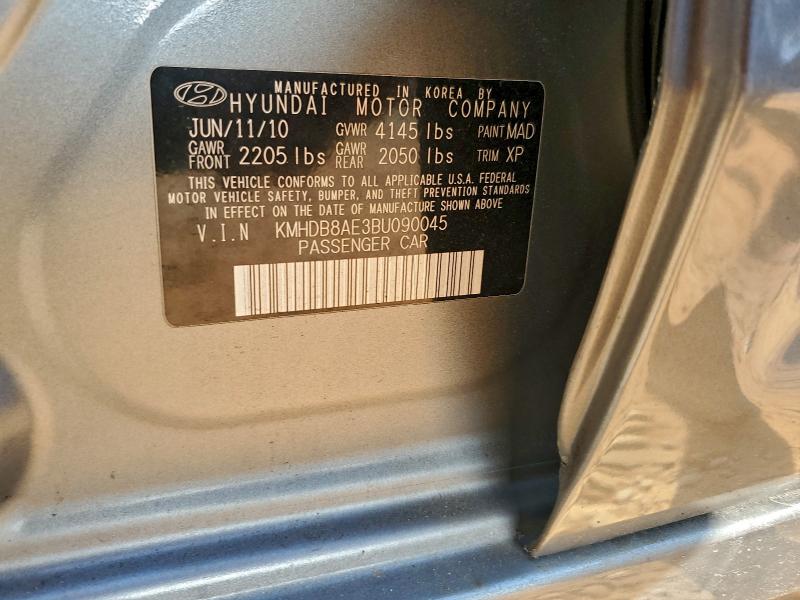 MANUFACTURED IN KOREA BY
HYUNDAI MOTOR COMPANY
JUN/11/10 GVWR 4145 lbs PAINT MAD
GAWR FRONT 2205 lbs GAWR REAR 2050 lbs TRIM XP
THIS VEHICLE CONFORMS TO ALL APPLICABLE U.S.A. FEDERAL
MOTOR VEHICLE SAFETY, BUMPER, AND THEFT PREVENTION STANDARDS
IN EFFECT ON THE DATE OF MANUFACTURE SHOWN ABOVE
V.I.N KMHDB8AE3BU090045
PASSENGER CAR